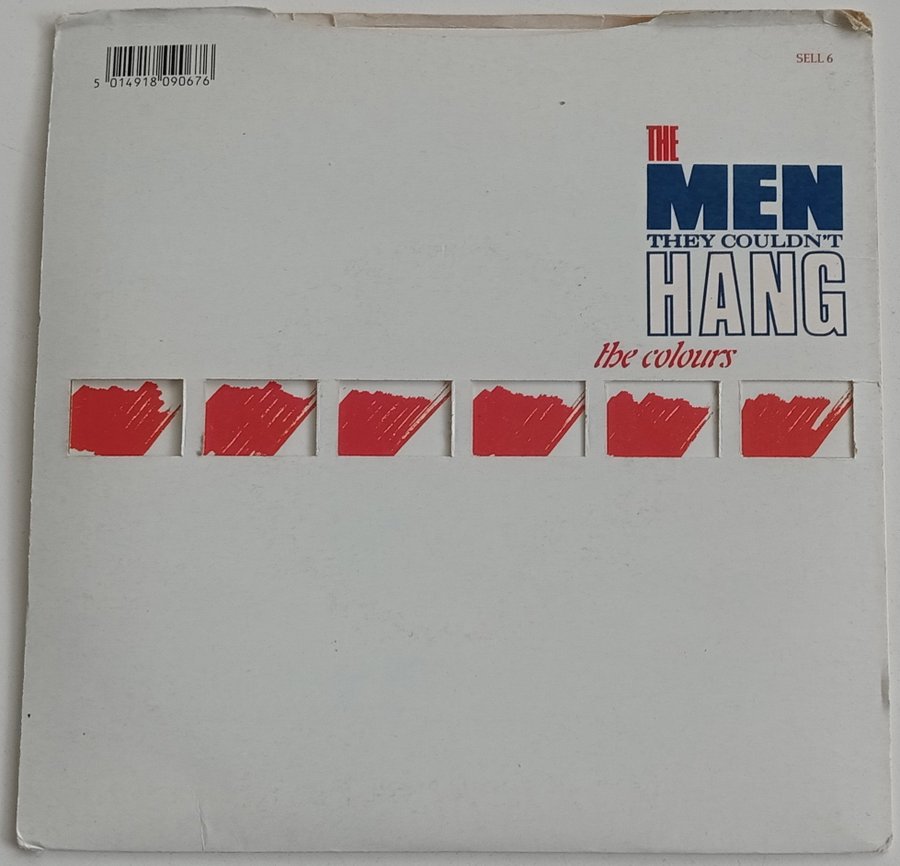 5 014918 090676
SELL 6
THE
MEN
THEY COULDN'T
HANG
the colours